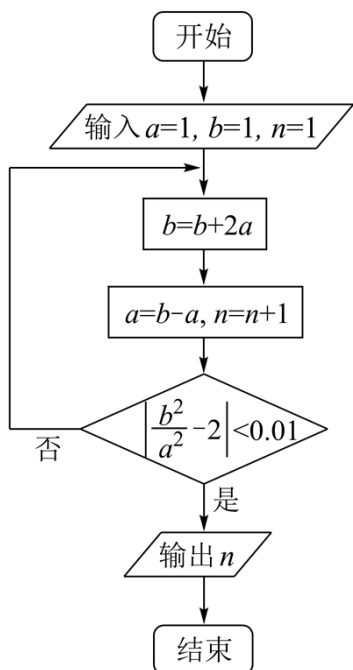 开始
输入a=1, b=1, n=1
b=b+2a
a=b-a, n=n+1
|b²/a²-2|<0.01
否
是
输出n
结束